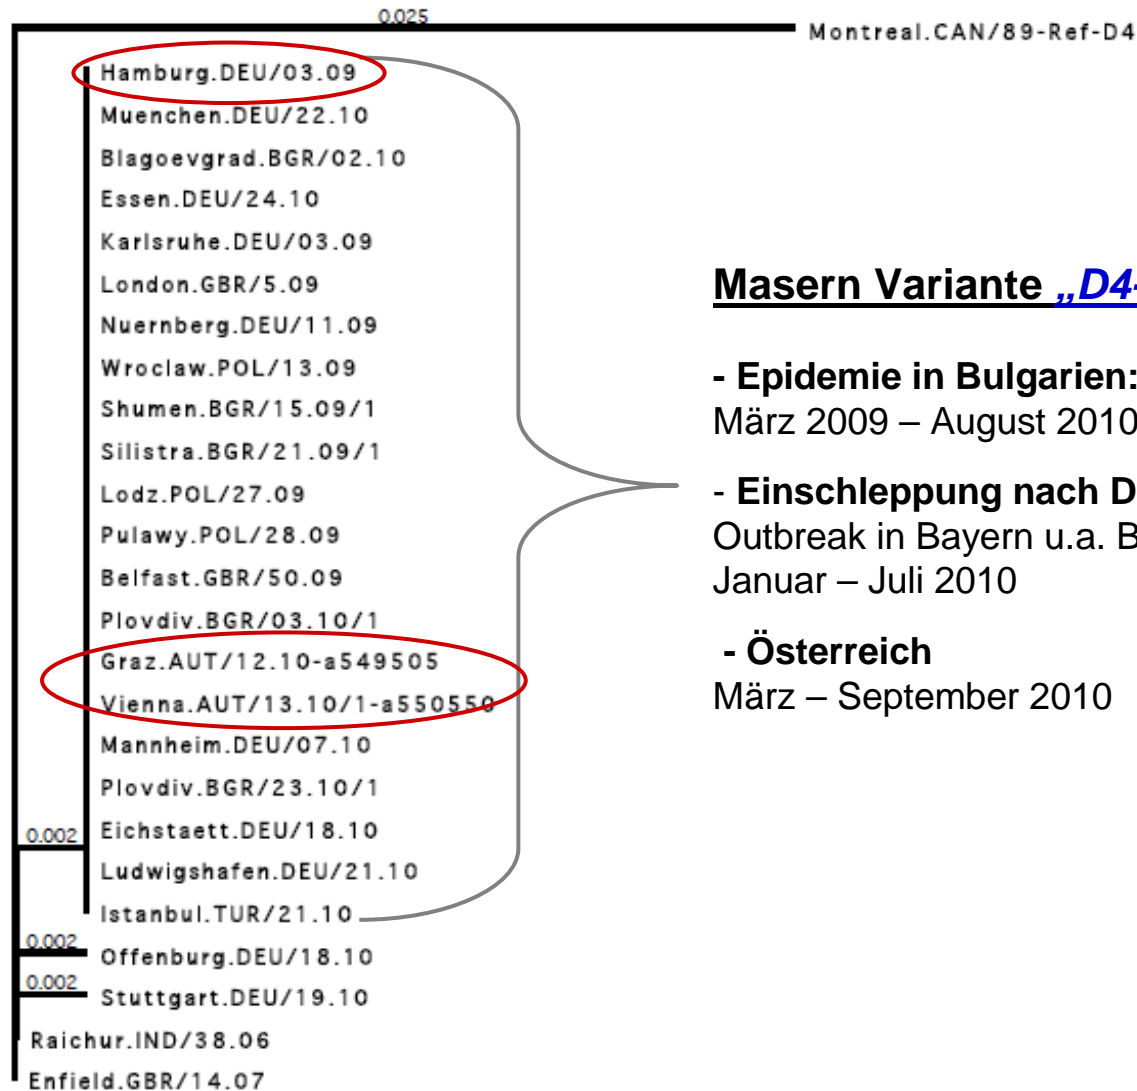 0.025
Montreal.CAN/89-Ref-D4
Hamburg.DEU/03.09
Muenchen.DEU/22.10
Blagoevgrad.BGR/02.10
Essen.DEU/24.10
Karlsruhe.DEU/03.09
London.GBR/5.09
Nuernberg.DEU/11.09
Wroclaw.POL/13.09
Shumen.BGR/15.09/1
Silistra.BGR/21.09/1
Lodz.POL/27.09
Pulawy.POL/28.09
Belfast.GBR/50.09
Plovdiv.BGR/03.10/1
Graz.AUT/12.10-a549505
Vienna.AUT/13.10/1-a550550
Mannheim.DEU/07.10
Plovdiv.BGR/23.10/1
0.002 Eichstaett.DEU/18.10
Ludwigshafen.DEU/21.10
Istanbul.TUR/21.10
0.002 Offenburg.DEU/18.10
0.002 Stuttgart.DEU/19.10
Raichur.IND/38.06
Enfield.GBR/14.07
Masern Variante „D4-
- Epidemie in Bulgarien:
März 2009 – August 2010
- Einschleppung nach D
Outbreak in Bayern u.a. B
Januar – Juli 2010
- Österreich
März – September 2010